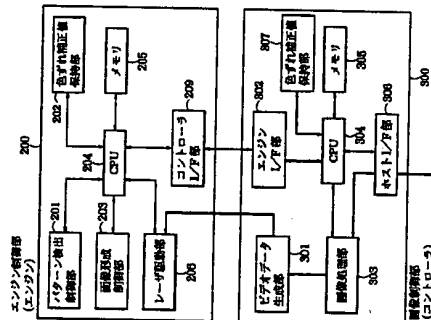 エンジン制御部
(エンジン)
200
202
色ずれ補正値
保持部
205
メモリ
204
CPU
201
パターン検出
制御部
203
画像形成
制御部
レーザ駆動部
209
コントローラ
I/F部
307
色ずれ補正値
保持部
305
メモリ
302
エンジン
I/F部
CPU
304
306
ホストI/F部
300
ビデオデータ
生成部
301
画像処理部
303
画像制御部
(コントローラ)